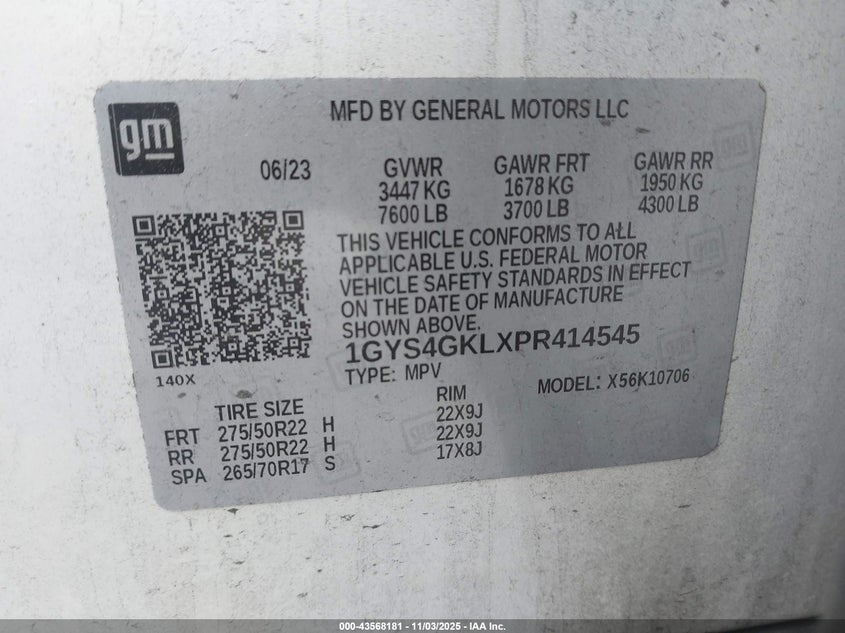 gm
MFD BY GENERAL MOTORS LLC
06/23 GVWR GAWR FRT GAWR RR
3447 KG 1678 KG 1950 KG
7600 LB 3700 LB 4300 LB
THIS VEHICLE CONFORMS TO ALL
APPLICABLE U.S. FEDERAL MOTOR
VEHICLE SAFETY STANDARDS IN EFFECT
ON THE DATE OF MANUFACTURE
SHOWN ABOVE.
1GYS4GKLXPR414545
140X TYPE: MPV MODEL: X56K10706
TIRE SIZE RIM
FRT 275/50R22 H 22X9J
RR 275/50R22 H 22X9J
SPA 265/70R17 S 17X8J
000-43568181 - 11/03/2025 - IAA Inc.